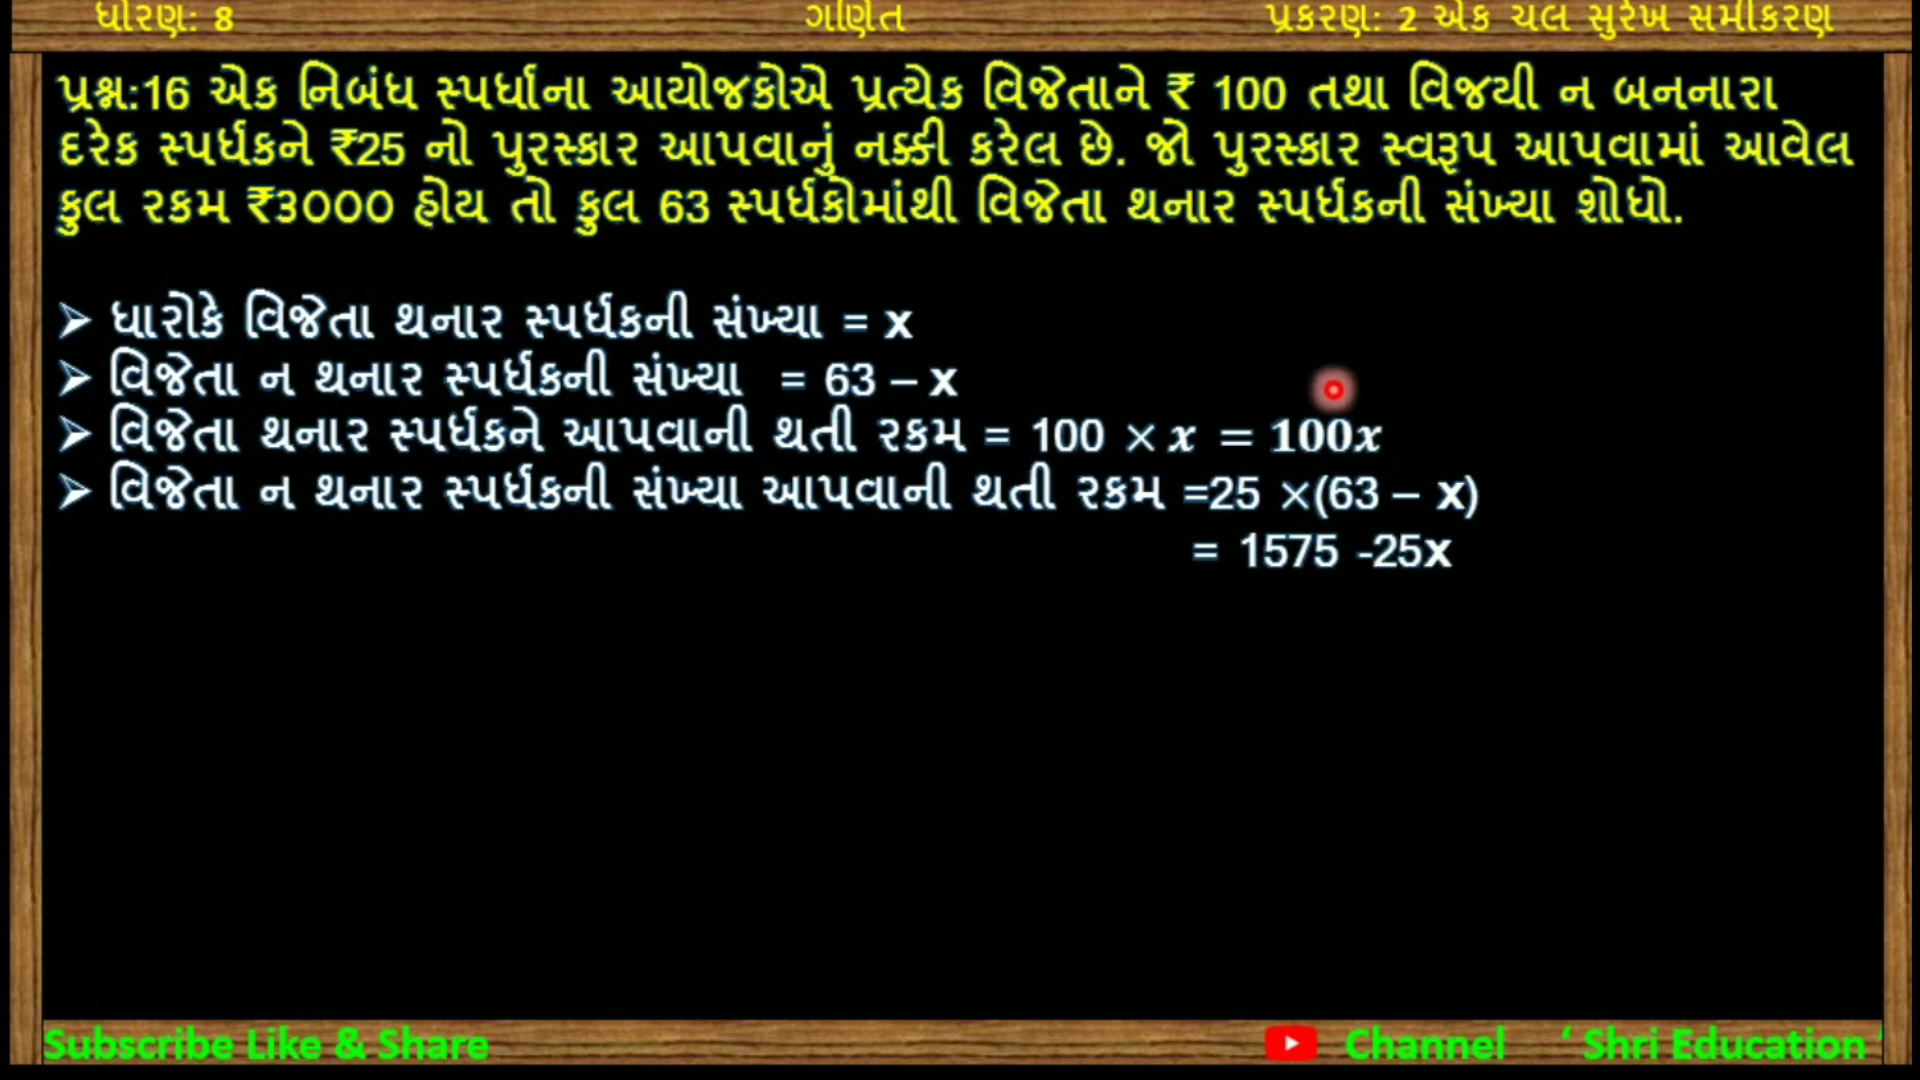 ધોરણ: 8 ગણિત પ્રકરણ: 2 એક ચલ સુરેખ સમીકરણ
પ્રશ્ન:16 એક નિબંધ સ્પર્ધાના આયોજકોએ પ્રત્યેક વિજેતાને ₹ 100 તથા વિજયી ન બનનારા
દરેક સ્પર્ધકને ₹25 નો પુરસ્કાર આપવાનું નક્કી કરેલ છે. જો પુરસ્કાર સ્વરૂપ આપવામાં આવેલ
કુલ રકમ ₹3000 હોય તો કુલ 63 સ્પર્ધકોમાંથી વિજેતા થનાર સ્પર્ધકની સંખ્યા શોધો.
➢ ધારોકે વિજેતા થનાર સ્પર્ધકની સંખ્યા = x
➢ વિજેતા ન થનાર સ્પર્ધકની સંખ્યા = 63 – x
➢ વિજેતા થનાર સ્પર્ધકને આપવાની થતી રકમ = 100 × x = 100x
➢ વિજેતા ન થનાર સ્પર્ધકની સંખ્યા આપવાની થતી રકમ =25 ×(63 – x)
= 1575 -25x
Subscribe Like & Share Channel ‘ Shri Education ’